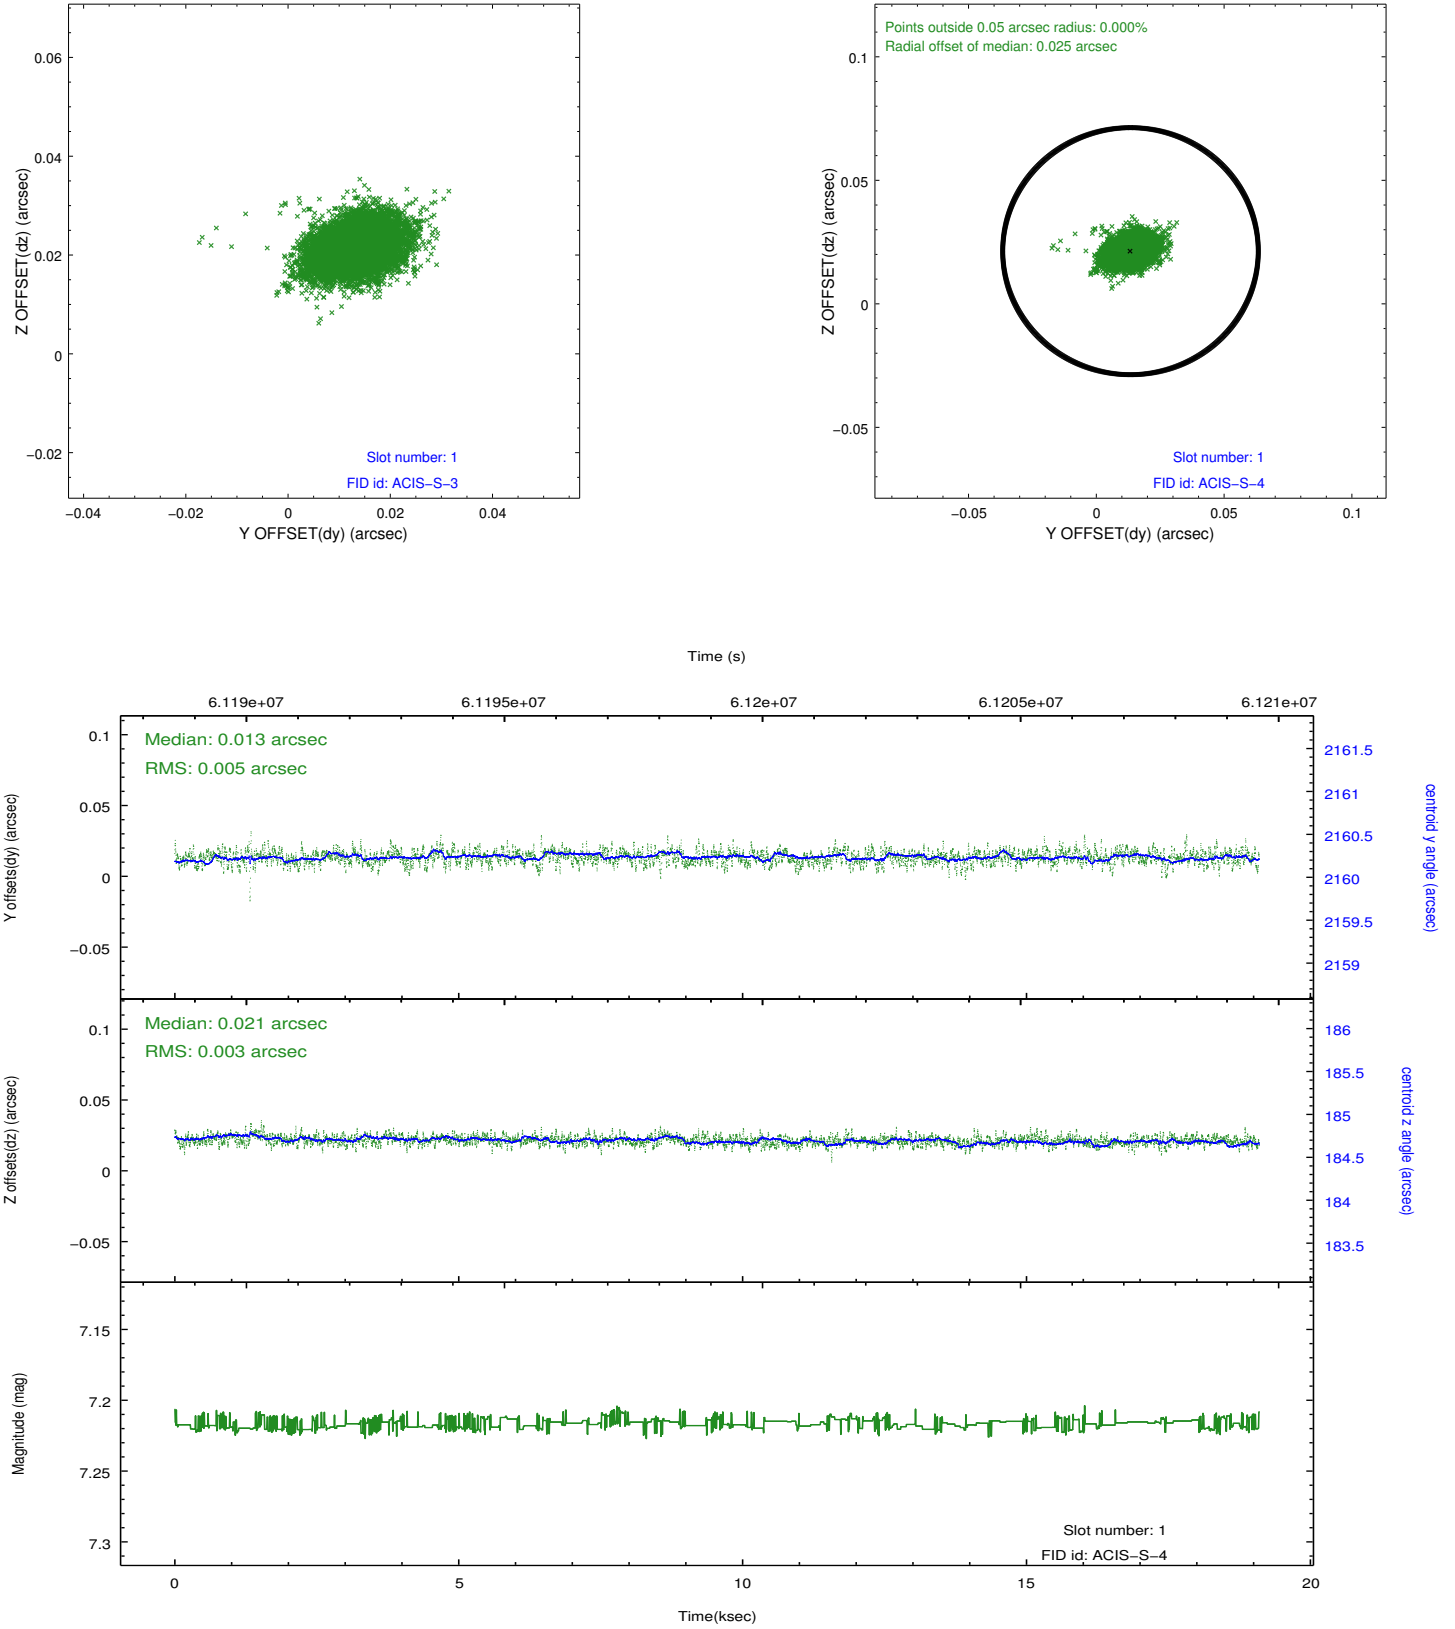 0.06
0.04
0.02
0
−0.02
Z OFFSET(dz) (arcsec)
Slot number: 1
FID id: ACIS−S−3
−0.04 −0.02 0 0.02 0.04
Y OFFSET(dy) (arcsec)
Points outside 0.05 arcsec radius: 0.000%
Radial offset of median: 0.025 arcsec
0.1
0.05
0
−0.05
Z OFFSET(dz) (arcsec)
Slot number: 1
FID id: ACIS−S−4
−0.05 0 0.05 0.1
Y OFFSET(dy) (arcsec)
Time (s)
6.119e+07 6.1195e+07 6.12e+07 6.1205e+07 6.121e+07
Median: 0.013 arcsec
RMS: 0.005 arcsec
0.1
0.05
0
−0.05
Y offsets(dy) (arcsec)
2161.5
2161
2160.5
2160
2159.5
2159
centroid y angle (arcsec)
Median: 0.021 arcsec
RMS: 0.003 arcsec
0.1
0.05
0
−0.05
Z offsets(dz) (arcsec)
186
185.5
185
184.5
184
183.5
centroid z angle (arcsec)
7.15
7.2
7.25
7.3
Magnitude (mag)
Slot number: 1
FID id: ACIS−S−4
0 5 10 15 20
Time(ksec)